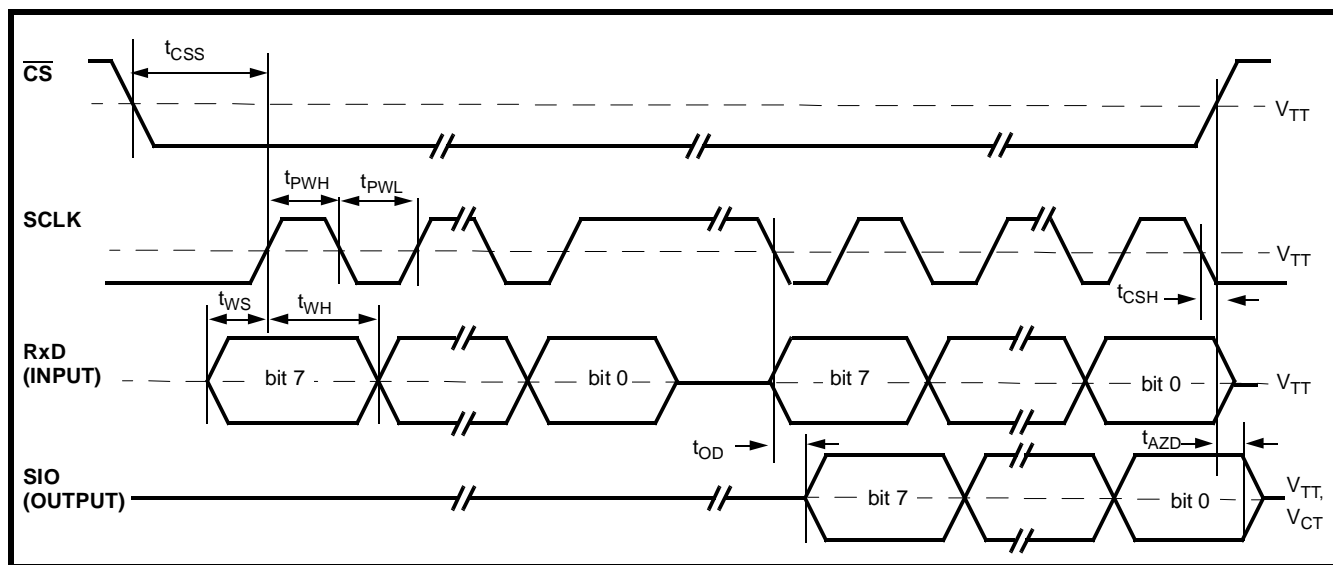 tCSS
CS
VTT
tPWH
tPWL
SCLK
VTT
tCSH
tWS
tWH
RxD
(INPUT)
bit 7
bit 0
bit 7
bit 0
VTT
tOD
tAZD
SIO
(OUTPUT)
bit 7
bit 0
VTT,
VCT